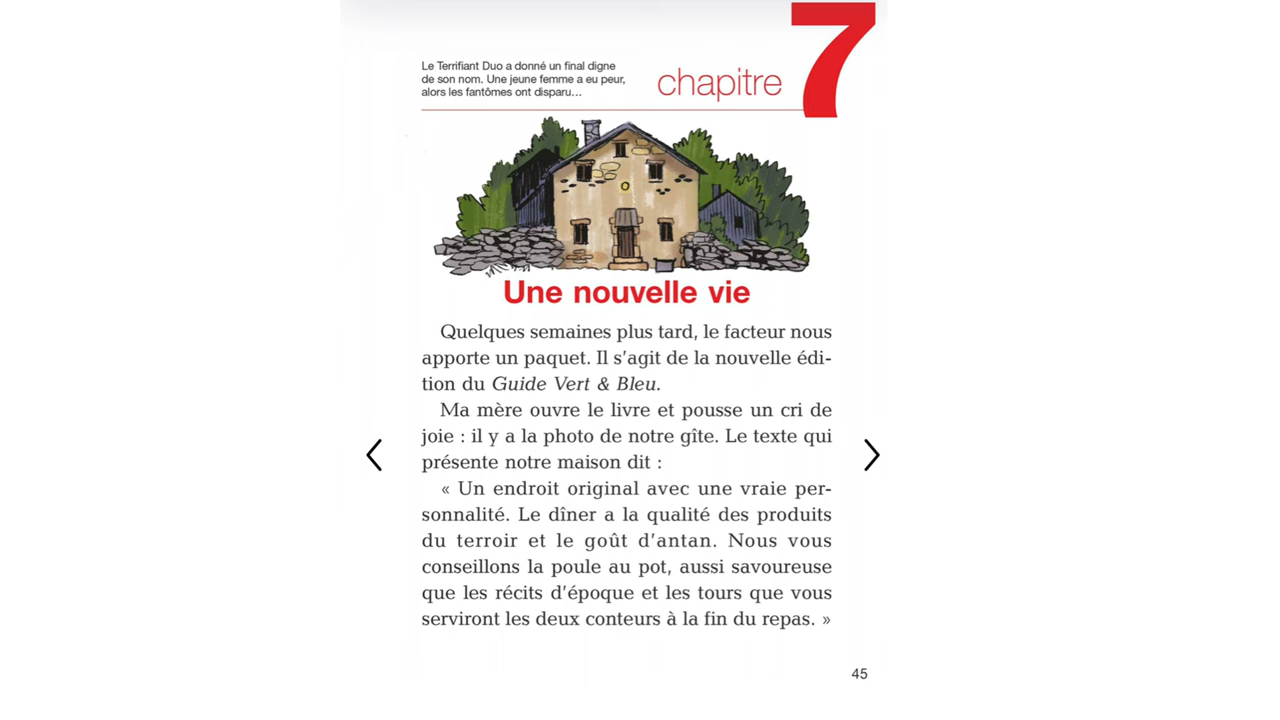 Le Terrifiant Duo a donné un final digne
de son nom. Une jeune femme a eu peur,
alors les fantômes ont disparu...
chapitre 7
Une nouvelle vie
Quelques semaines plus tard, le facteur nous
apporte un paquet. Il s'agit de la nouvelle édi-
tion du Guide Vert & Bleu.
Ma mère ouvre le livre et pousse un cri de
joie : il y a la photo de notre gîte. Le texte qui
présente notre maison dit :
« Un endroit original avec une vraie per-
sonnalité. Le dîner a la qualité des produits
du terroir et le goût d'antan. Nous vous
conseillons la poule au pot, aussi savoureuse
que les récits d'époque et les tours que vous
serviront les deux conteurs à la fin du repas. »
45